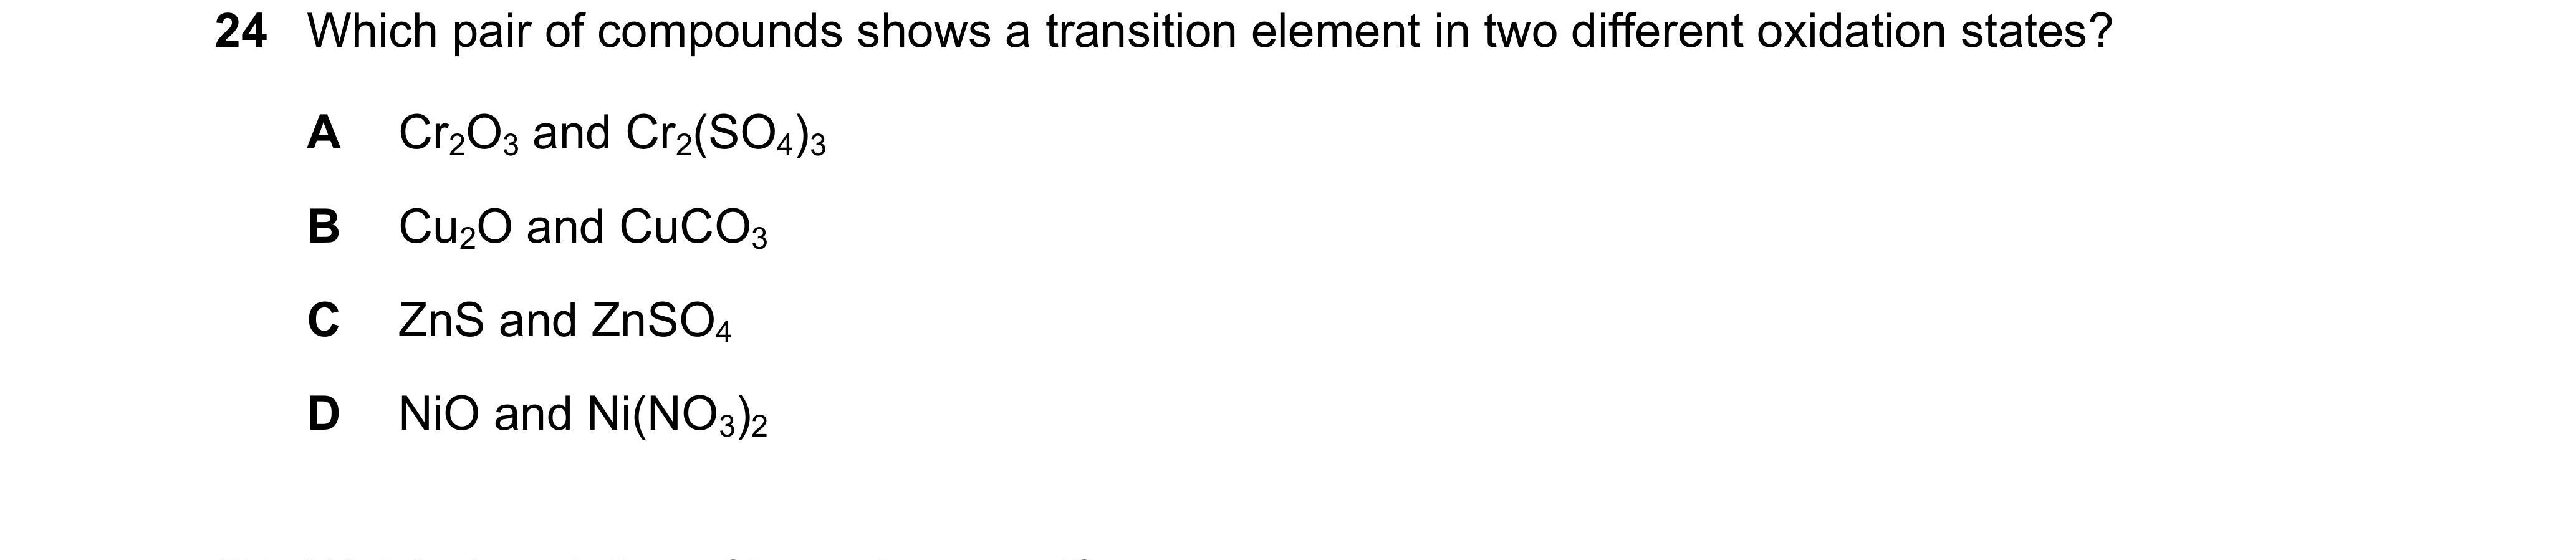 24 Which pair of compounds shows a transition element in two different oxidation states?
A Cr₂O₃ and Cr₂(SO₄)₃
B Cu₂O and CuCO₃
C ZnS and ZnSO₄
D NiO and Ni(NO₃)₂